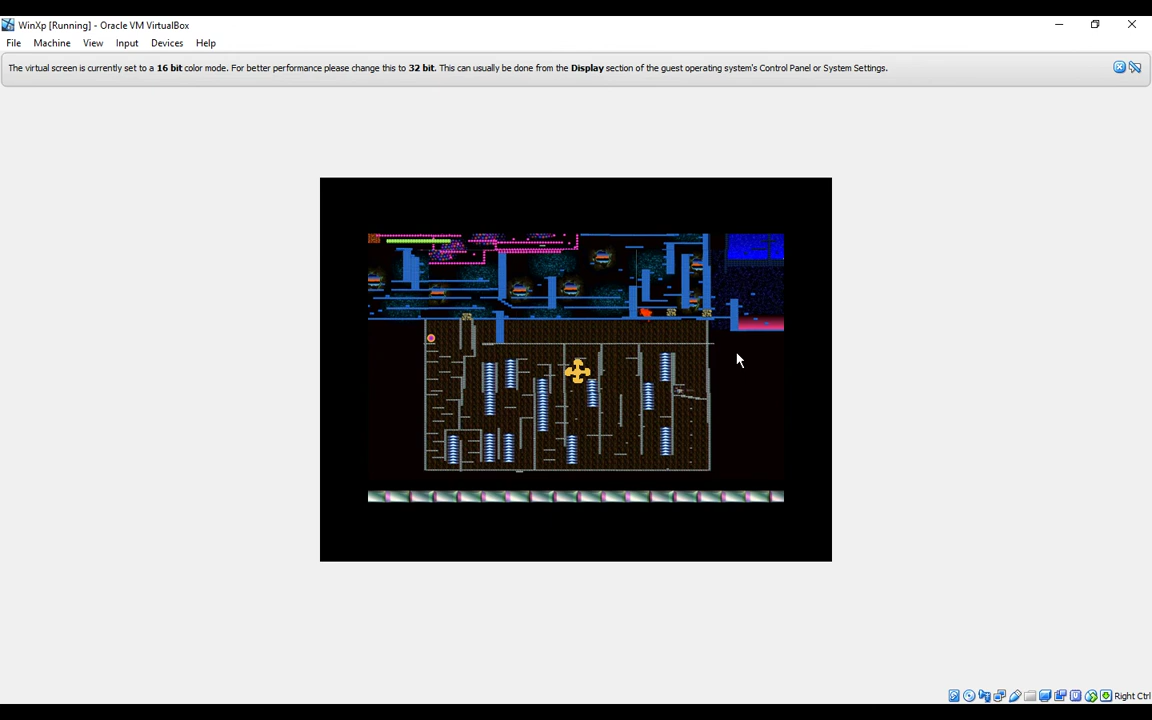 WinXp [Running] - Oracle VM VirtualBox
File Machine View Input Devices Help
The virtual screen is currently set to a 16 bit color mode. For better performance please change this to 32 bit. This can usually be done from the Display section of the guest operating system's Control Panel or System Settings.
Right Ctrl